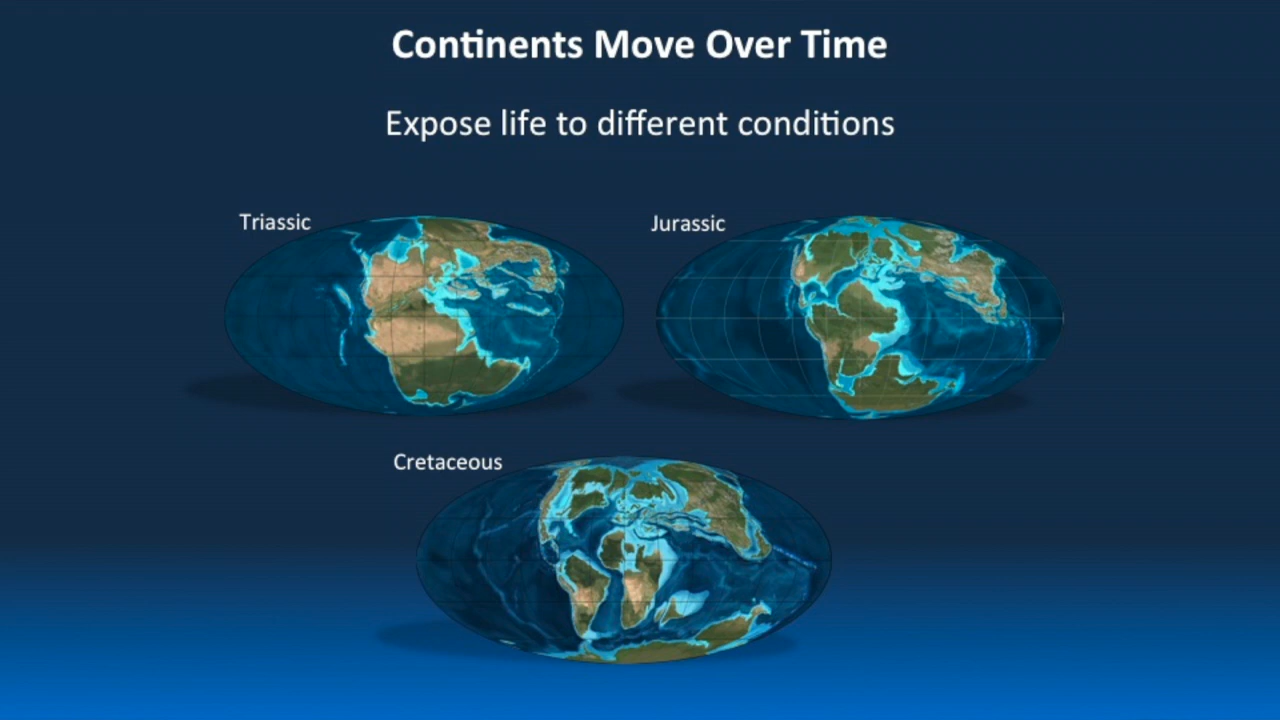 Continents Move Over Time
Expose life to different conditions
Triassic
Jurassic
Cretaceous